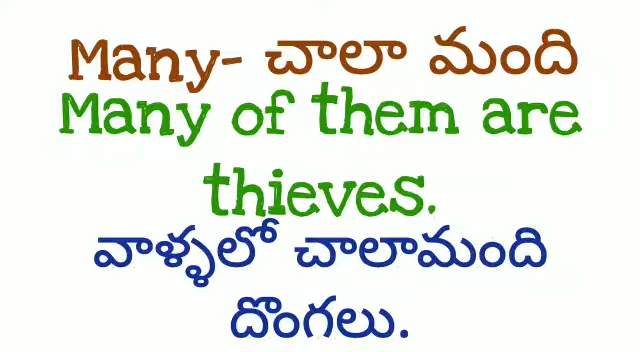 Many- చాలా మంది
Many of them are
thieves.
వాళ్ళలో చాలామంది
దొంగలు.